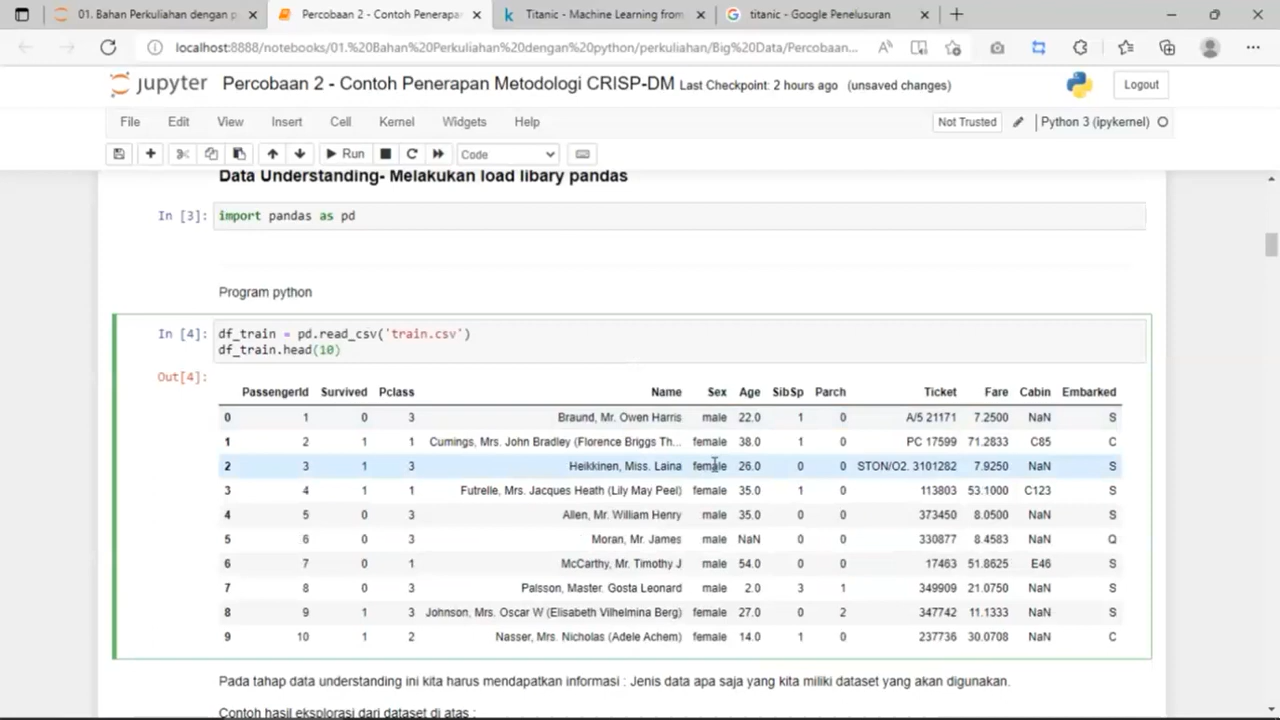 01. Bahan Perkuliahan dengan p
Percobaan 2 - Contoh Penerapa
Titanic - Machine Learning from
titanic - Google Penelusuran
localhost:8888/notebooks/01.%20Bahan%20Perkuliahan%20dengan%20python/perkuliahan/Big%20Data/Percobaan...
jupyter Percobaan 2 - Contoh Penerapan Metodologi CRISP-DM Last Checkpoint: 2 hours ago (unsaved changes) Logout
File Edit View Insert Cell Kernel Widgets Help Not Trusted Python 3 (ipykernel)
Run Code
Data Understanding- Melakukan load libary pandas
In [3]: import pandas as pd
Program python
In [4]: df_train = pd.read_csv('train.csv')
df_train.head(10)
Out[4]:
PassengerId Survived Pclass Name Sex Age SibSp Parch Ticket Fare Cabin Embarked
0 1 0 3 Braund, Mr. Owen Harris male 22.0 1 0 A/5 21171 7.2500 NaN S
1 2 1 1 Cumings, Mrs. John Bradley (Florence Briggs Th... female 38.0 1 0 PC 17599 71.2833 C85 C
2 3 1 3 Heikkinen, Miss. Laina female 26.0 0 0 STON/O2. 3101282 7.9250 NaN S
3 4 1 1 Futrelle, Mrs. Jacques Heath (Lily May Peel) female 35.0 1 0 113803 53.1000 C123 S
4 5 0 3 Allen, Mr. William Henry male 35.0 0 0 373450 8.0500 NaN S
5 6 0 3 Moran, Mr. James male NaN 0 0 330877 8.4583 NaN Q
6 7 0 1 McCarthy, Mr. Timothy J male 54.0 0 0 17463 51.8625 E46 S
7 8 0 3 Palsson, Master. Gosta Leonard male 2.0 3 1 349909 21.0750 NaN S
8 9 1 3 Johnson, Mrs. Oscar W (Elisabeth Vilhelmina Berg) female 27.0 0 2 347742 11.1333 NaN S
9 10 1 2 Nasser, Mrs. Nicholas (Adele Achem) female 14.0 1 0 237736 30.0708 NaN C
Pada tahap data understanding ini kita harus mendapatkan informasi : Jenis data apa saja yang kita miliki dataset yang akan digunakan.
Contoh hasil eksplorasi dari dataset di atas :